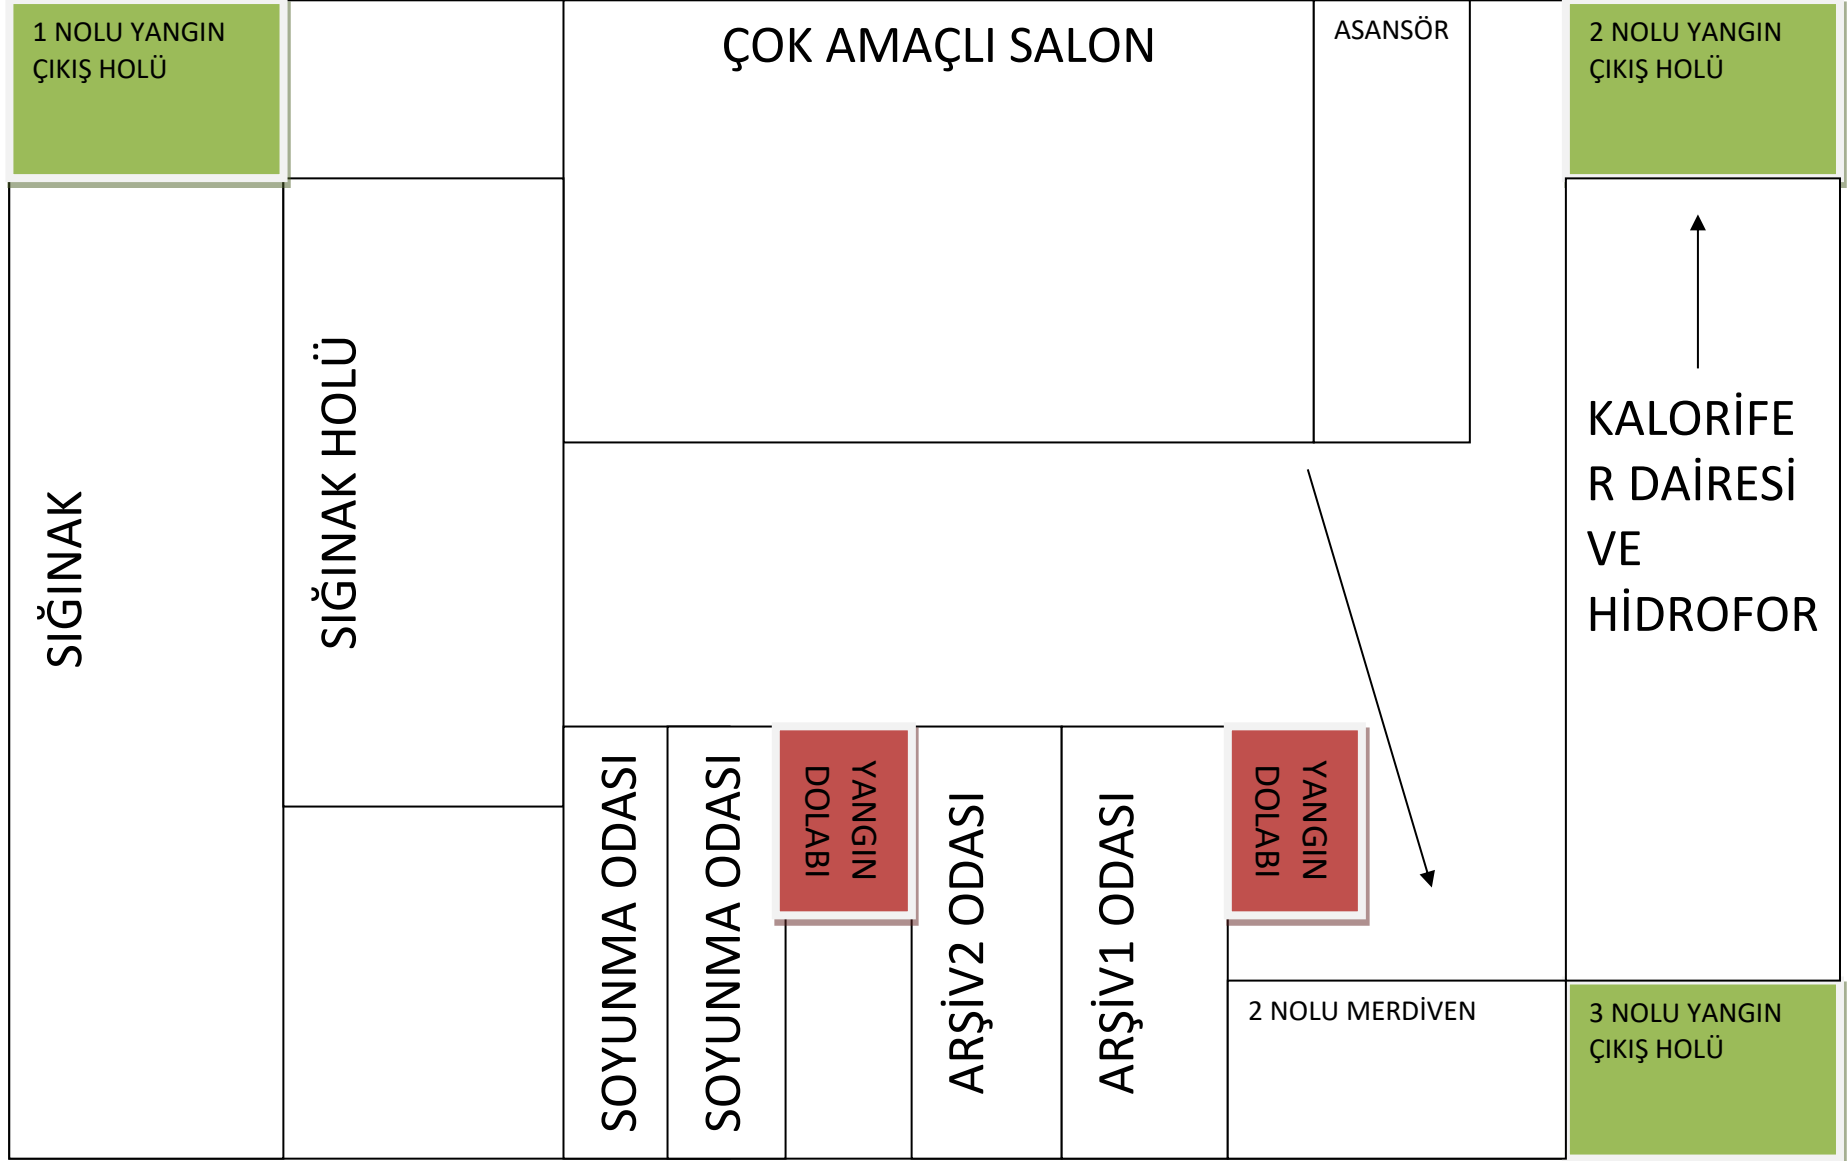 1 NOLU YANGIN
ÇIKIŞ HOLÜ
ÇOK AMAÇLI SALON
ASANSÖR
2 NOLU YANGIN
ÇIKIŞ HOLÜ
SIĞINAK
SIĞINAK HOLÜ
KALORİFE
R DAİRESİ
VE
HİDROFOR
SOYUNMA ODASI
SOYUNMA ODASI
YANGIN
DOLABI
ARŞİV2 ODASI
ARŞİV1 ODASI
YANGIN
DOLABI
2 NOLU MERDİVEN
3 NOLU YANGIN
ÇIKIŞ HOLÜ